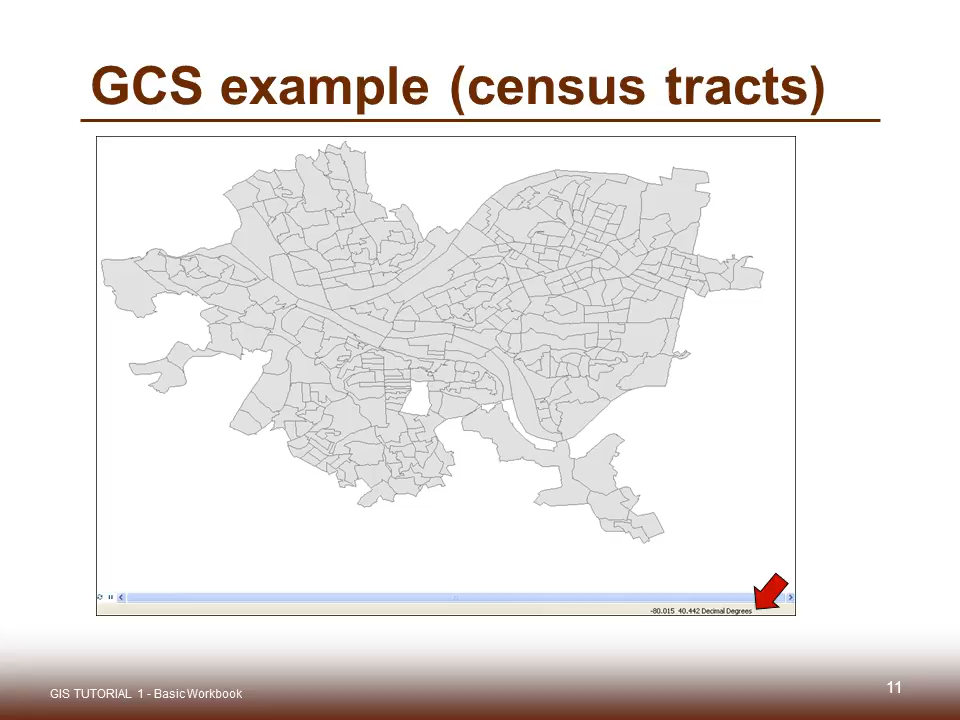 GCS example (census tracts)
-80.015 40.442 Decimal Degrees
GIS TUTORIAL 1 - Basic Workbook
11